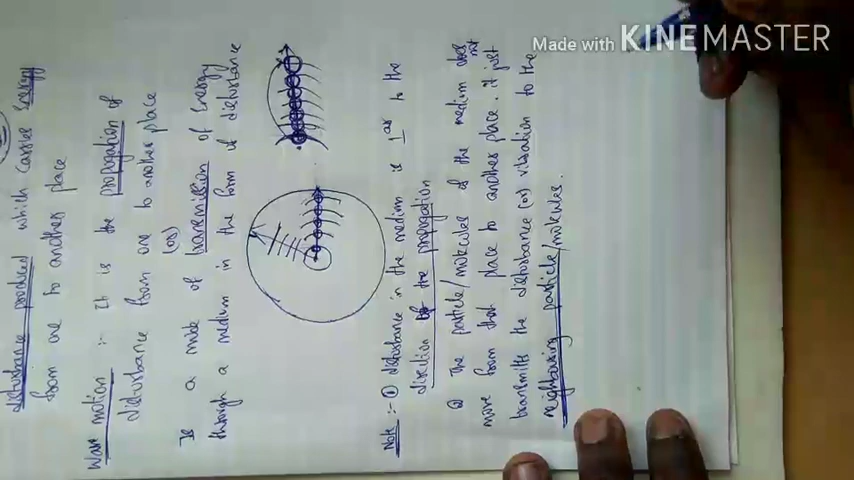 disturbance produced which carries Energy
from one to another place
Wave motion :- It is the propagation of
disturbance from one to another place
(or)
is a mode of transmission of Energy
through a medium in the form of disturbance
Note :- ① disturbance in the medium is ⊥ar to the
direction of the propagation
② The particle/molecules of the medium does not
move from that place to another place. it just
transmits the disturbance (or) vibration to the
neighbouring particle/molecules.
Made with KINEMASTER